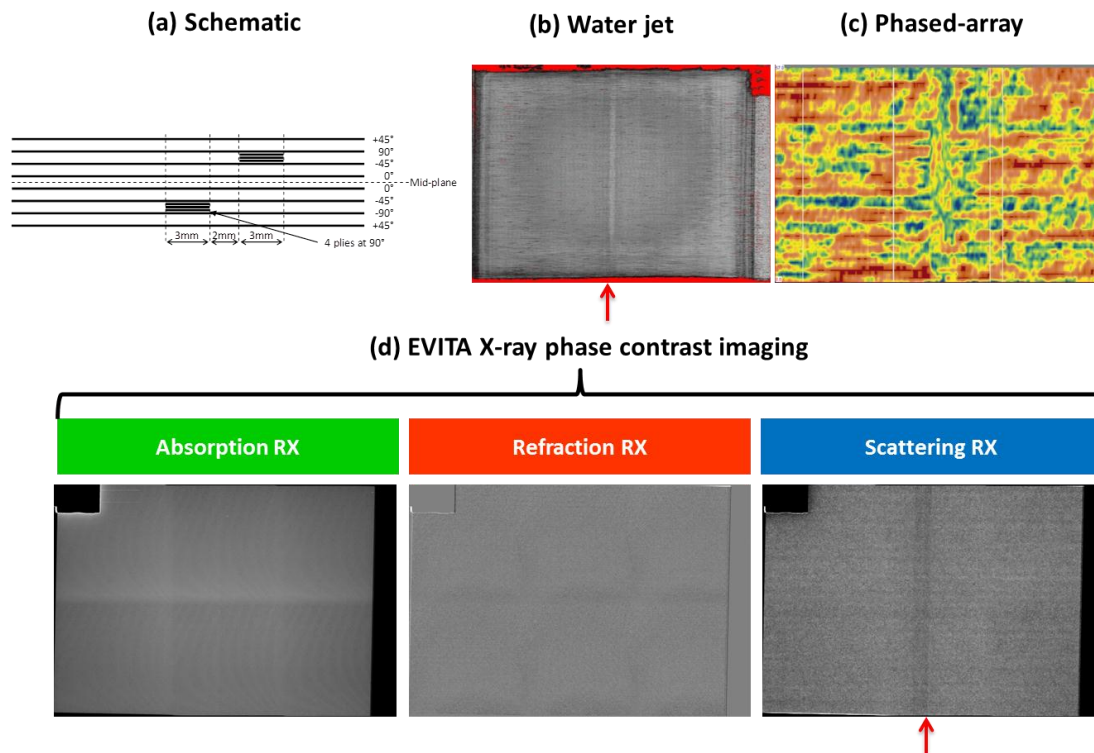 (a) Schematic
(b) Water jet
(c) Phased-array
+45°
90°
-45°
0°
Mid-plane
0°
-45°
-90°
+45°
3mm 2mm 3mm
4 plies at 90°
(d) EVITA X-ray phase contrast imaging
Absorption RX
Refraction RX
Scattering RX